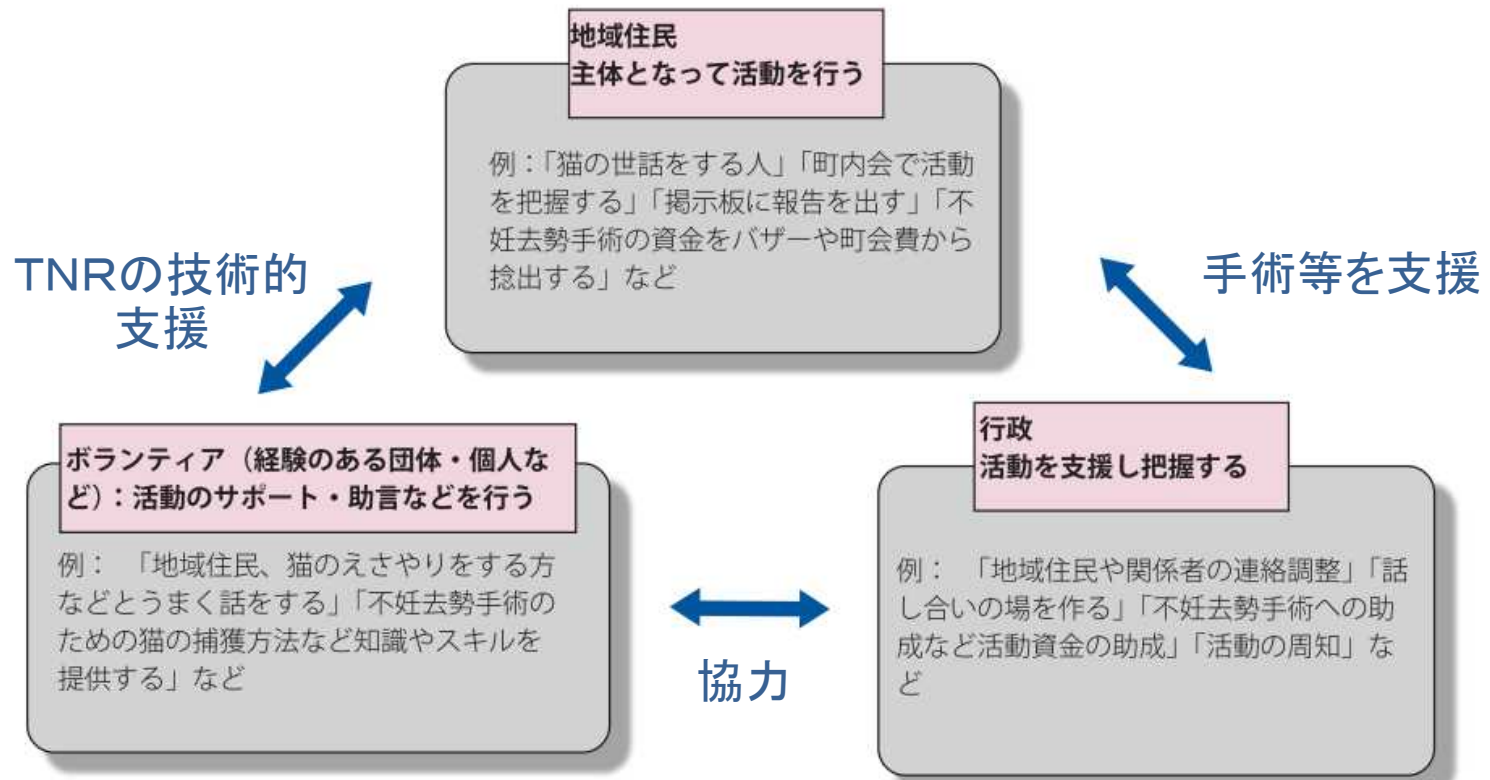 地域住民
主体となって活動を行う
例：「猫の世話をする人」「町内会で活動
を把握する」「掲示板に報告を出す」「不
妊去勢手術の資金をバザーや町会費から
捻出する」など
TNRの技術的
支援
手術等を支援
ボランティア（経験のある団体・個人な
ど）：活動のサポート・助言などを行う
例：　「地域住民、猫のえさやりをする方
などとうまく話をする」「不妊去勢手術の
ための猫の捕獲方法など知識やスキルを
提供する」など
協力
行政
活動を支援し把握する
例：　「地域住民や関係者の連絡調整」「話
し合いの場を作る」「不妊去勢手術への助
成など活動資金の助成」「活動の周知」な
ど